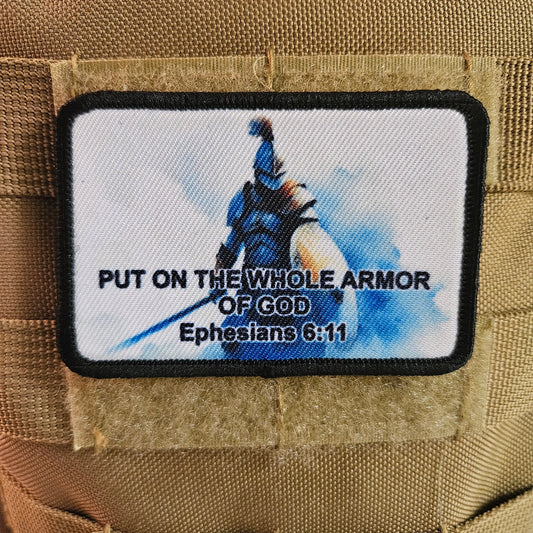 PUT ON THE WHOLE ARMOR
OF GOD
Ephesians 6:11